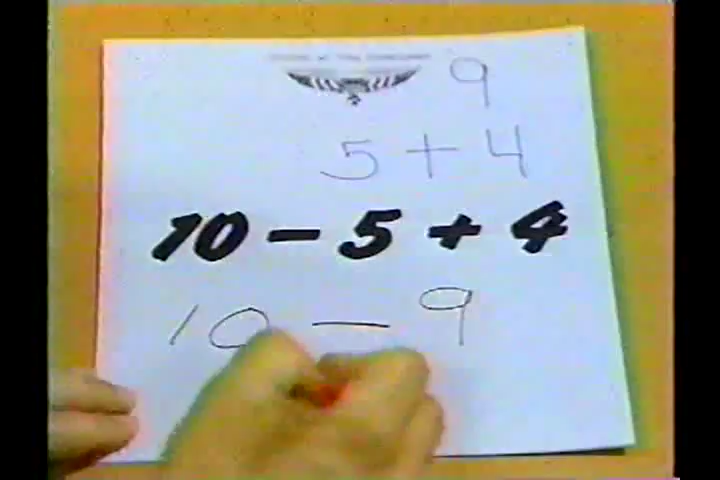 9
5 + 4
10 - 5 + 4
10 — 9